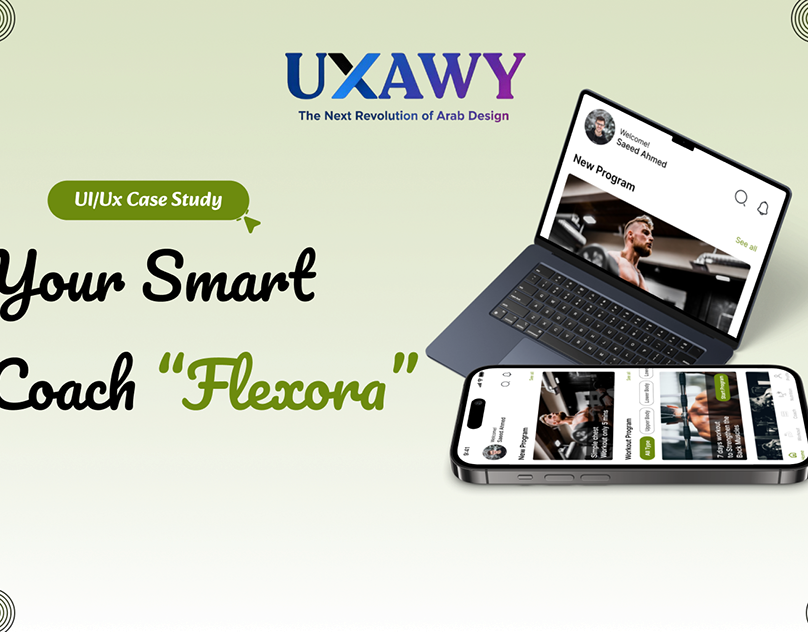 UXAWY
The Next Revolution of Arab Design
UI/Ux Case Study
Your Smart
Coach “Flexora”
Welcome!
Saeed Ahmed
New Program
See all
9:41
Welcome!
Saeed Ahmed
New Program
See all
Simple chest
Workout only 5 mins
Workout Program
All Type
Upper Body
Lower Body
7 days workout
to Strengthen the
Back Muscles
Start Program